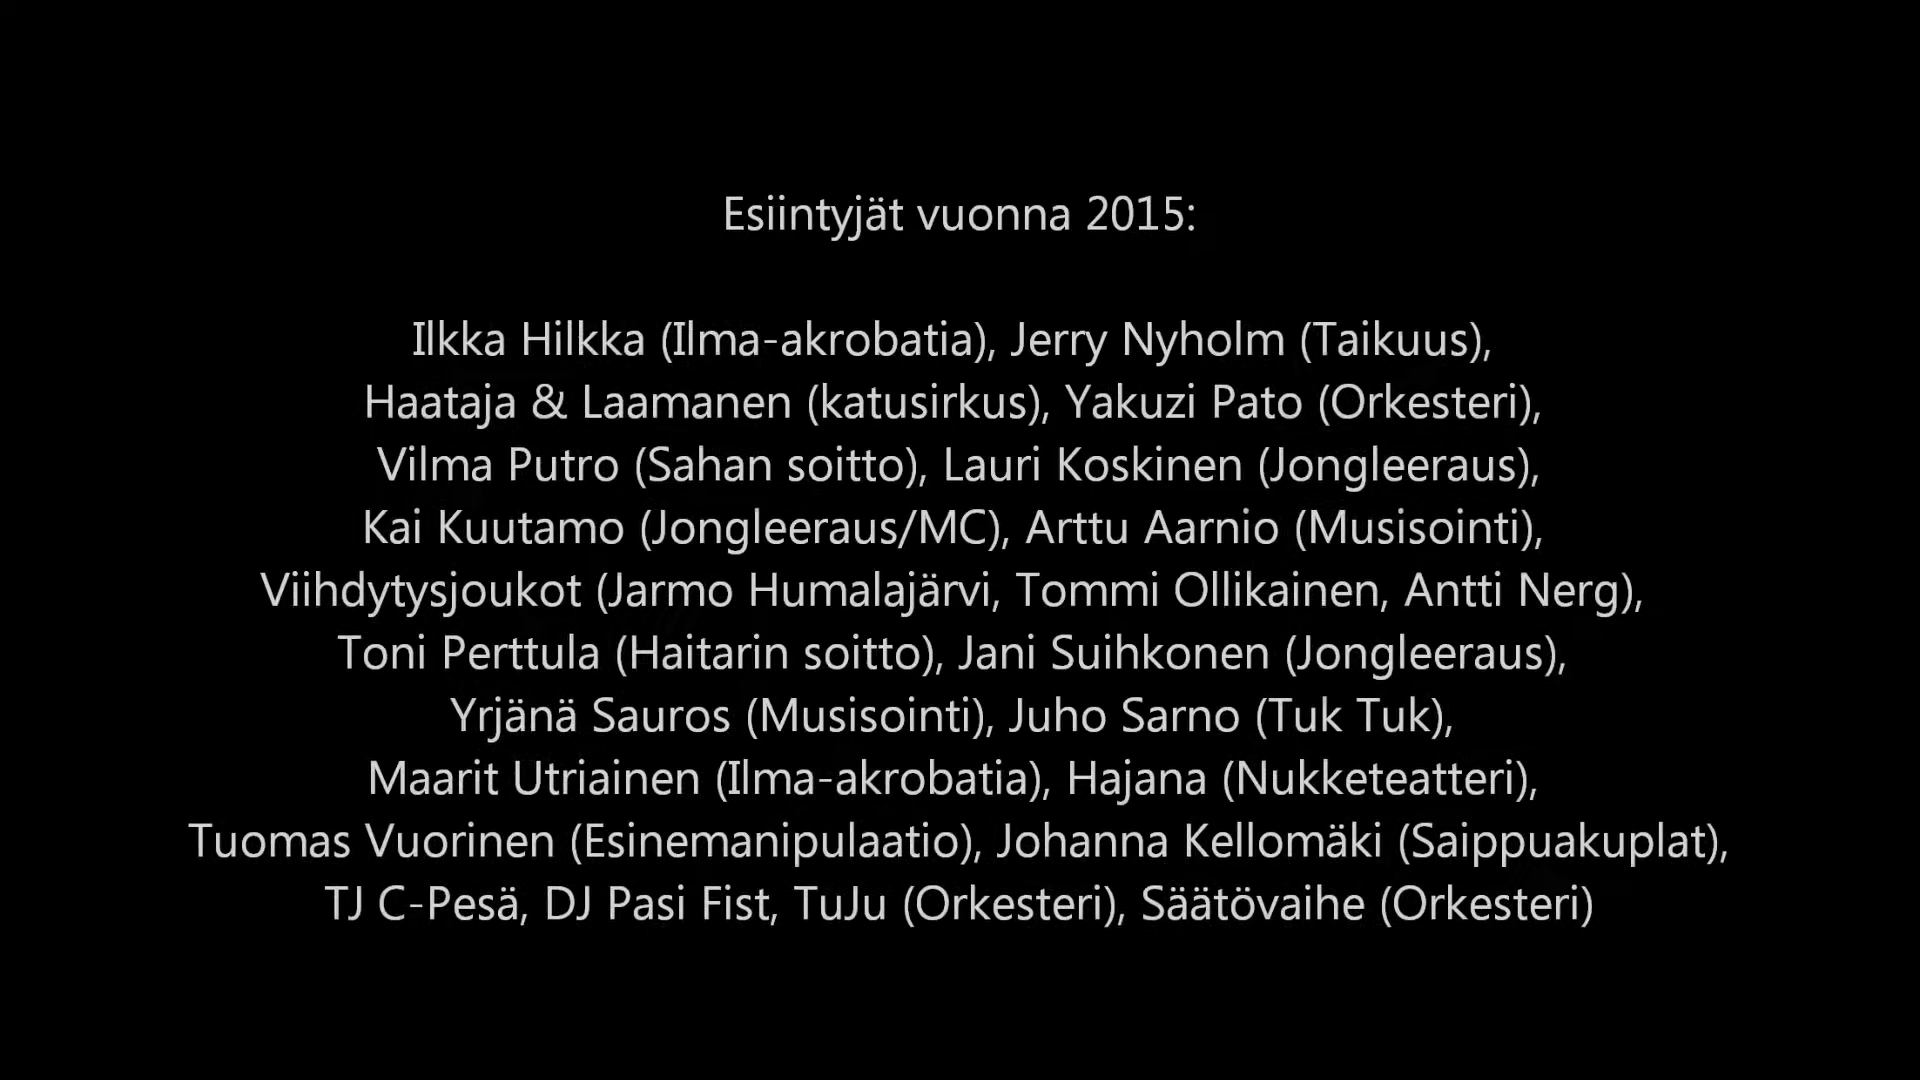 Esiintyjät vuonna 2015:
Ilkka Hilkka (Ilma-akrobatia), Jerry Nyholm (Taikuus),
Haataja & Laamanen (katusirkus), Yakuzi Pato (Orkesteri),
Vilma Putro (Sahan soitto), Lauri Koskinen (Jongleeraus),
Kai Kuutamo (Jongleeraus/MC), Arttu Aarnio (Musisointi),
Viihdytysjoukot (Jarmo Humalajärvi, Tommi Ollikainen, Antti Nerg),
Toni Perttula (Haitarin soitto), Jani Suihkonen (Jongleeraus),
Yrjänä Sauros (Musisointi), Juho Sarno (Tuk Tuk),
Maarit Utriainen (Ilma-akrobatia), Hajana (Nukketeatteri),
Tuomas Vuorinen (Esinemanipulaatio), Johanna Kellomäki (Saippuakuplat),
TJ C-Pesä, DJ Pasi Fist, TuJu (Orkesteri), Säätövaihe (Orkesteri)